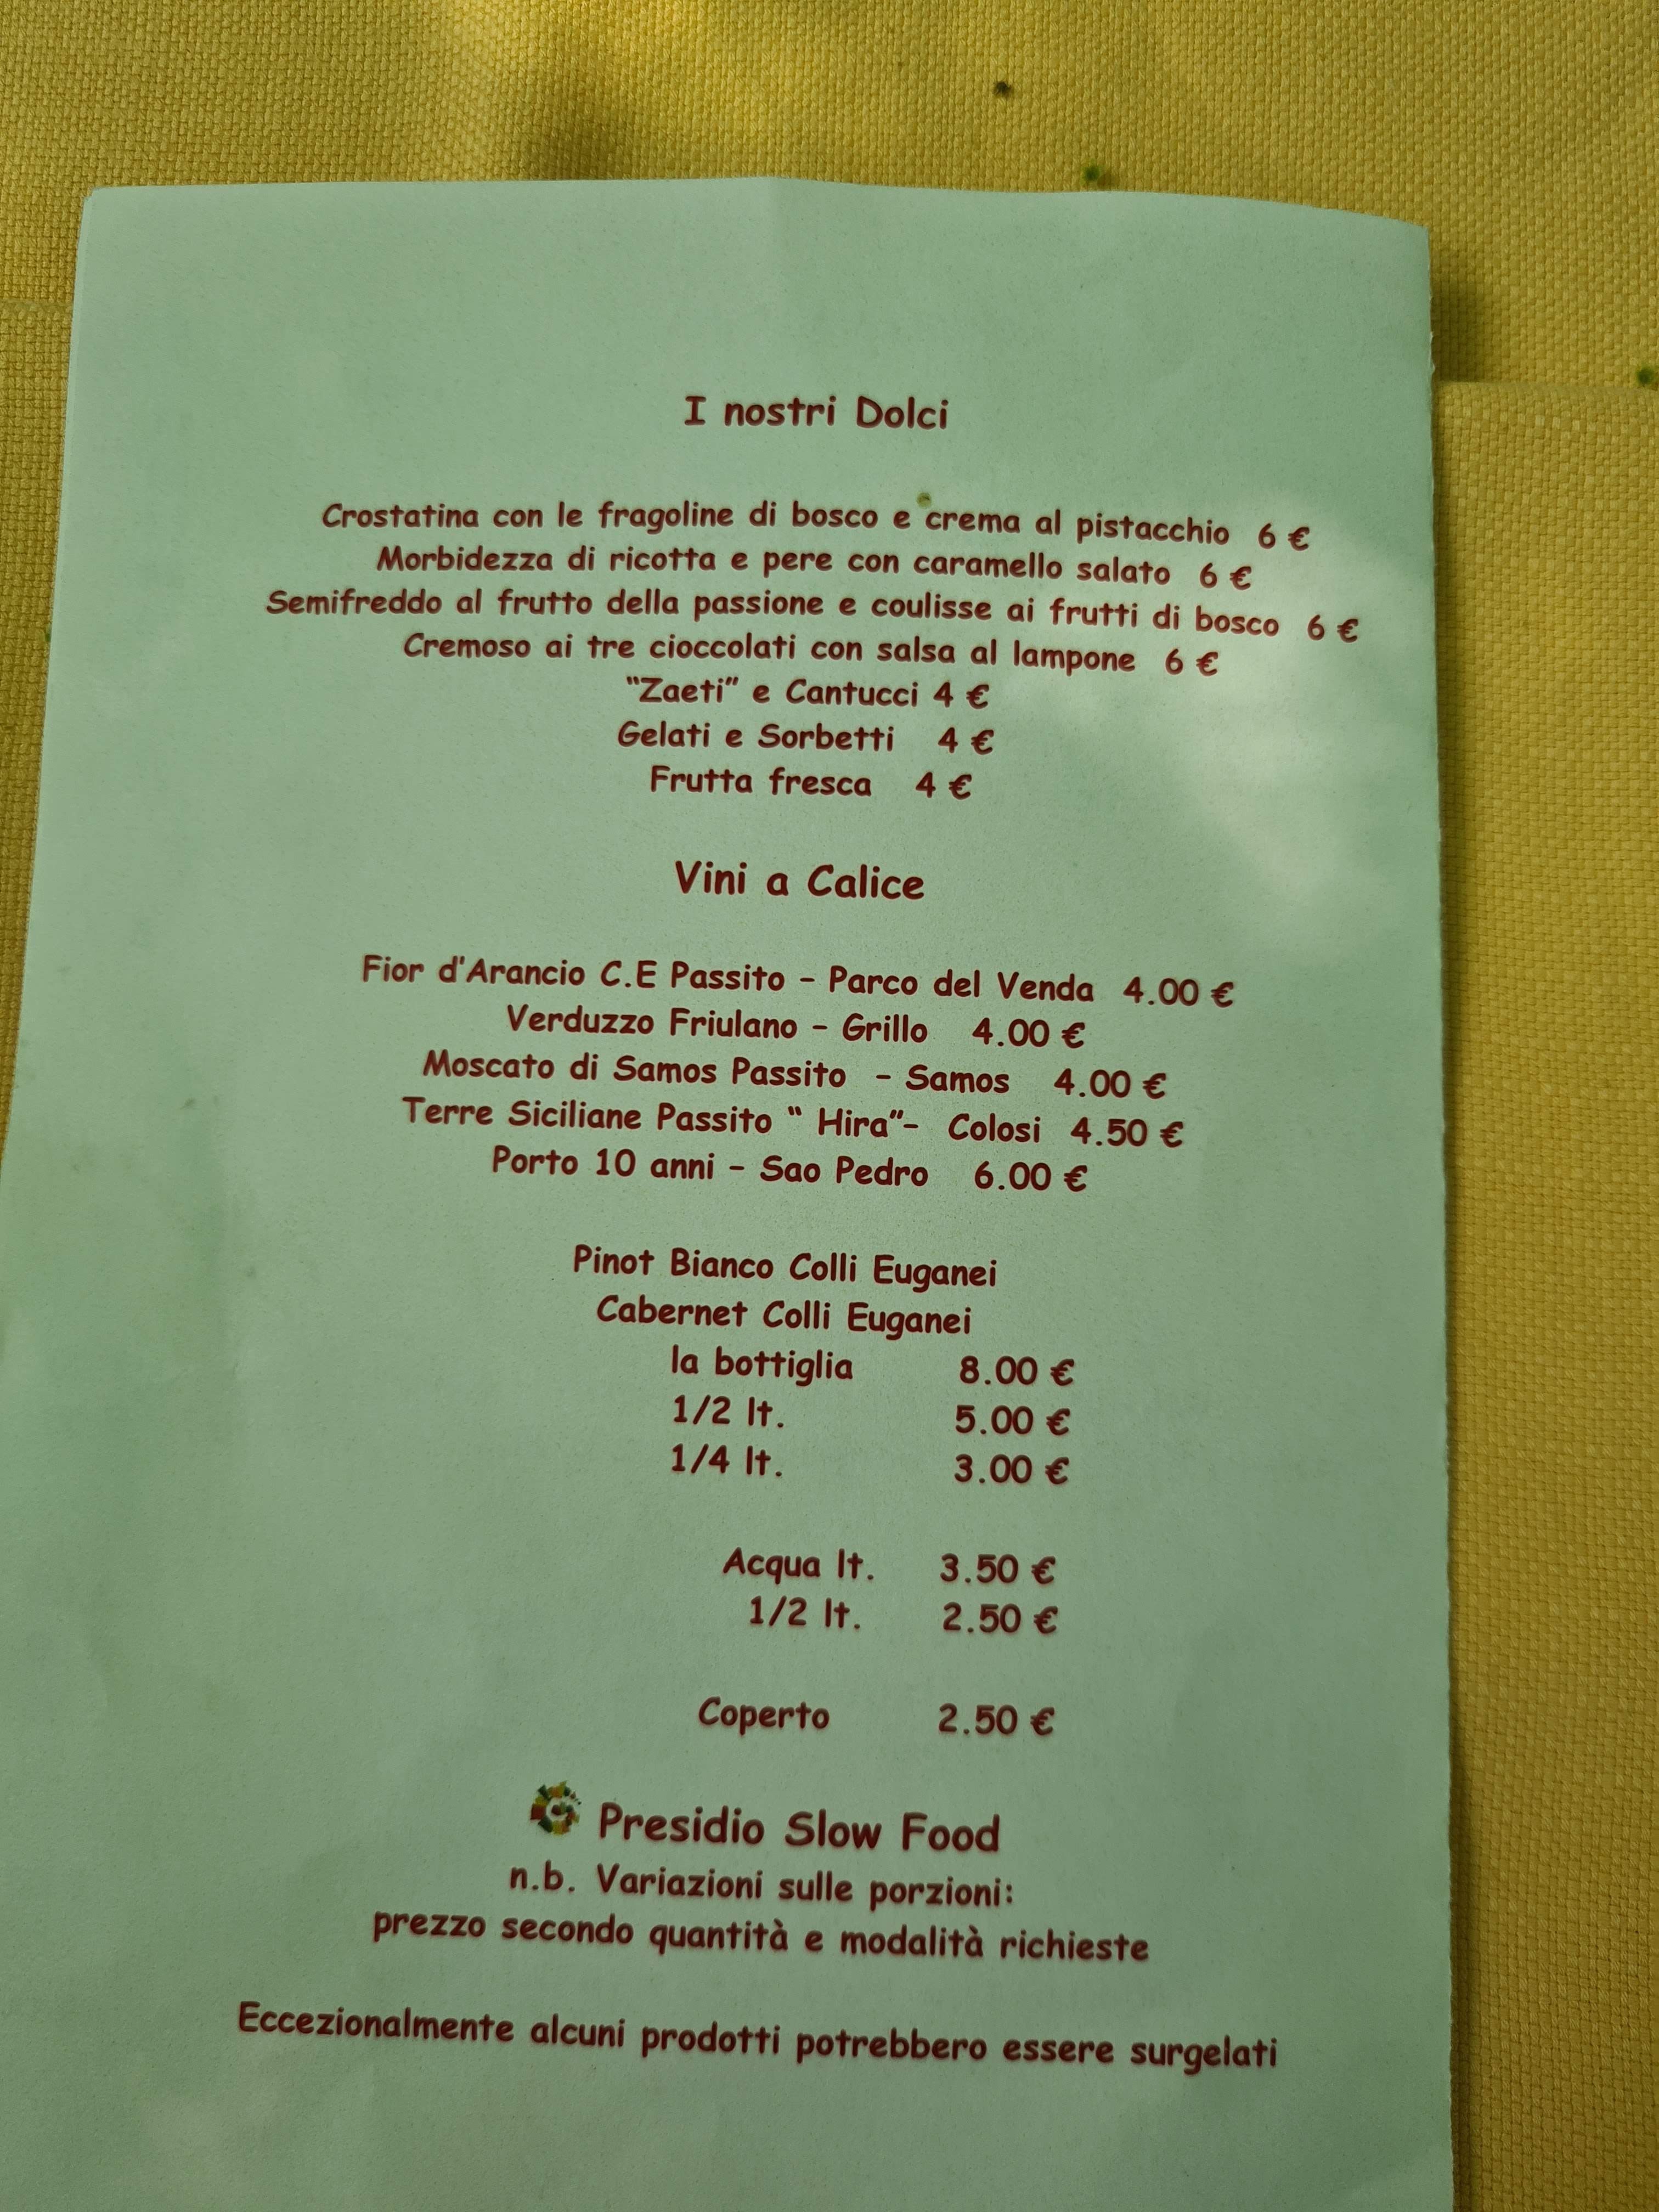 I nostri Dolci
Crostatina con le fragoline di bosco e crema al pistacchio 6 €
Morbidezza di ricotta e pere con caramello salato 6 €
Semifreddo al frutto della passione e coulisse ai frutti di bosco 6 €
Cremoso ai tre cioccolati con salsa al lampone 6 €
"Zaeti" e Cantucci 4 €
Gelati e Sorbetti 4 €
Frutta fresca 4 €
Vini a Calice
Fior d'Arancio C.E Passito - Parco del Venda 4.00 €
Verduzzo Friulano - Grillo 4.00 €
Moscato di Samos Passito - Samos 4.00 €
Terre Siciliane Passito " Hira"- Colosi 4.50 €
Porto 10 anni - Sao Pedro 6.00 €
Pinot Bianco Colli Euganei
Cabernet Colli Euganei
la bottiglia 8.00 €
1/2 lt. 5.00 €
1/4 lt. 3.00 €
Acqua lt. 3.50 €
1/2 lt. 2.50 €
Coperto 2.50 €
Presidio Slow Food
n.b. Variazioni sulle porzioni:
prezzo secondo quantità e modalità richieste
Eccezionalmente alcuni prodotti potrebbero essere surgelati